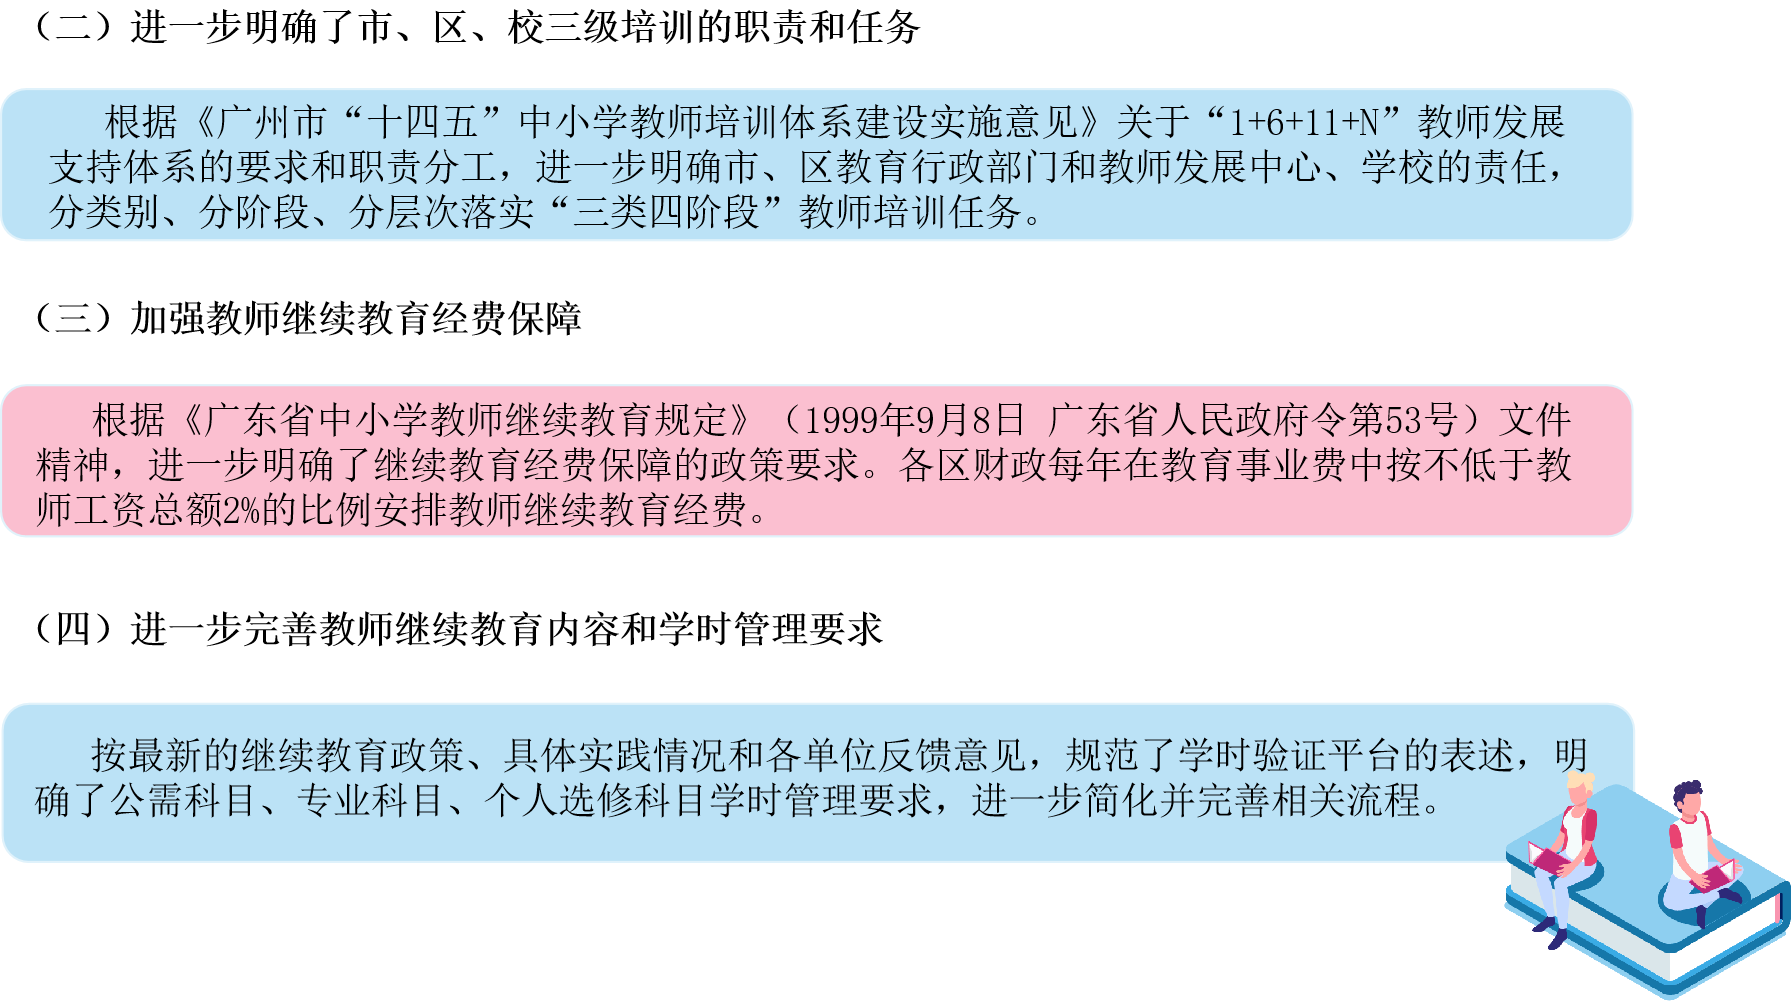 （二）进一步明确了市、区、校三级培训的职责和任务
根据《广州市“十四五”中小学教师培训体系建设实施意见》关于“1+6+11+N”教师发展
支持体系的要求和职责分工，进一步明确市、区教育行政部门和教师发展中心、学校的责任，
分类别、分阶段、分层次落实“三类四阶段”教师培训任务。
（三）加强教师继续教育经费保障
根据《广东省中小学教师继续教育规定》（1999年9月8日 广东省人民政府令第53号）文件
精神，进一步明确了继续教育经费保障的政策要求。各区财政每年在教育事业费中按不低于教
师工资总额2%的比例安排教师继续教育经费。
（四）进一步完善教师继续教育内容和学时管理要求
按最新的继续教育政策、具体实践情况和各单位反馈意见，规范了学时验证平台的表述，明
确了公需科目、专业科目、个人选修科目学时管理要求，进一步简化并完善相关流程。